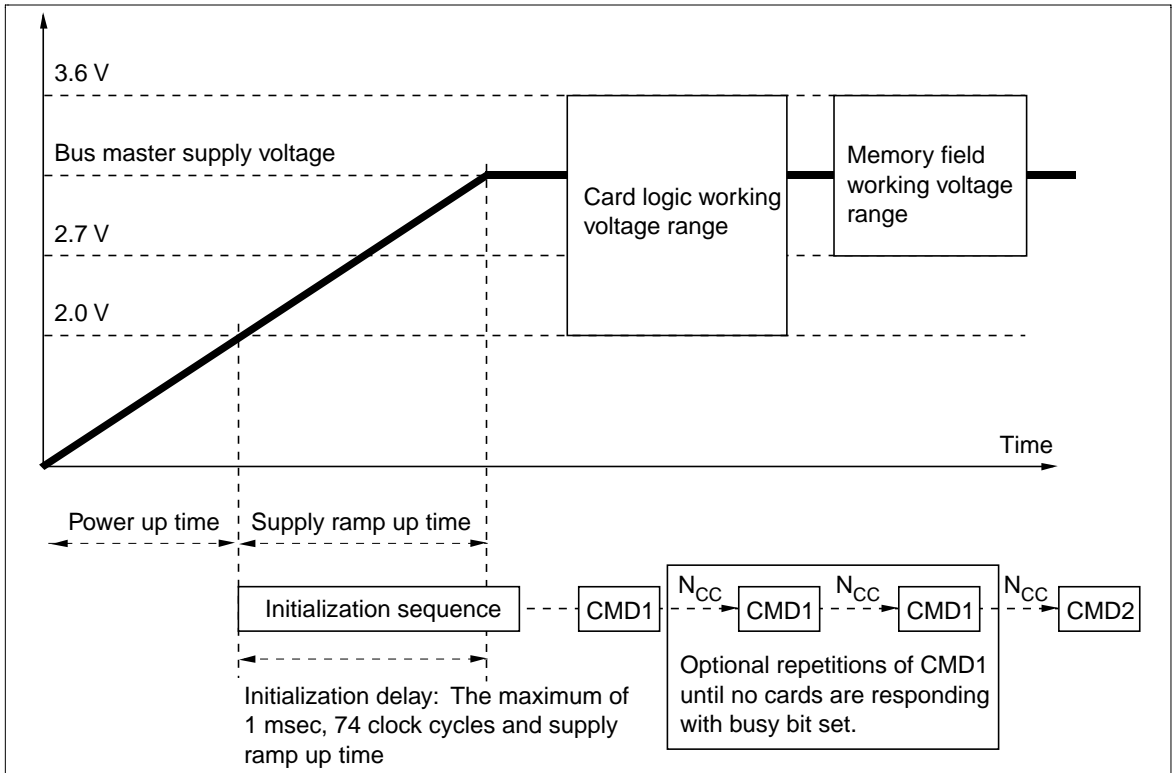 3.6 V
Bus master supply voltage
2.7 V
2.0 V
Card logic working
voltage range
Memory field
working voltage
range
Time
Power up time
Supply ramp up time
Initialization sequence
CMD1
NCC
CMD1
NCC
CMD1
NCC
CMD2
Initialization delay: The maximum of
1 msec, 74 clock cycles and supply
ramp up time
Optional repetitions of CMD1
until no cards are responding
with busy bit set.